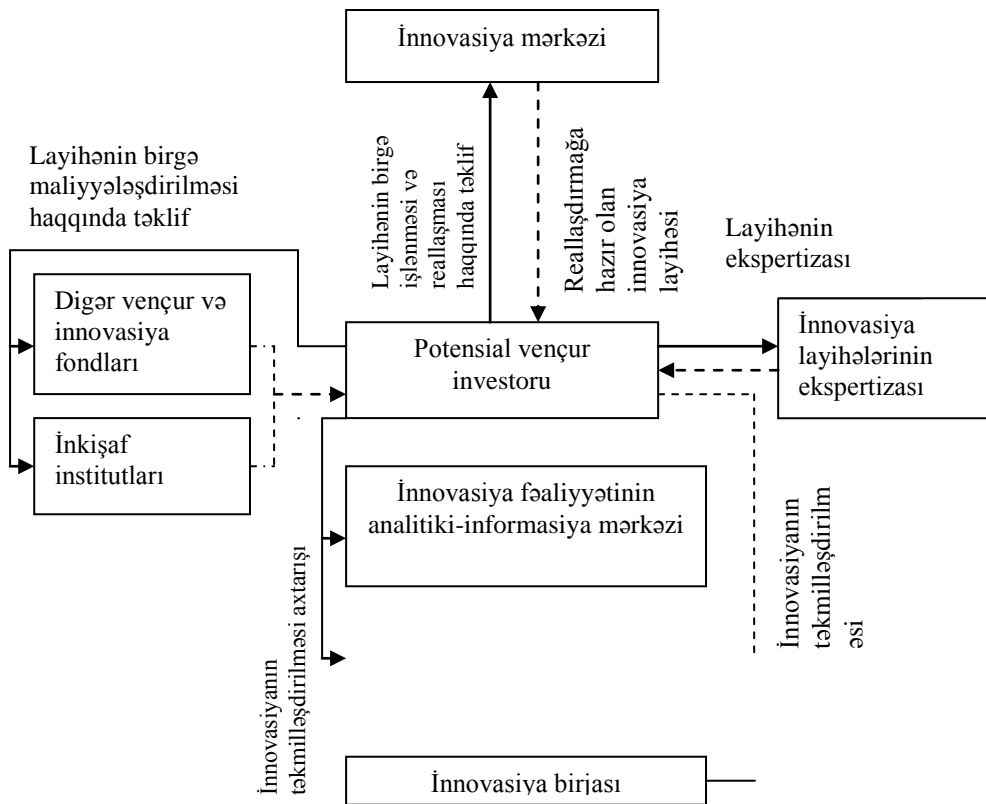 İnnovasiya mərkəzi
Layihənin birgə
maliyyələşdirilməsi
haqqında təklif
Layihənin birgə
işlənməsi və
reallaşması
haqqında təklif
Reallaşdırmağa
hazır olan
innovasiya
layihəsi
Layihənin
ekspertizası
Digər vençur və
innovasiya
fondları
Potensial vençur
investoru
İnnovasiya
layihələrinin
ekspertizası
İnkişaf
institutları
İnnovasiya fəaliyyətinin
analitiki-informasiya mərkəzi
İnnovasiyanın
təkmilləşdirilməsi axtarışı
İnnovasiyanın
təkmilləşdirilm
əsi
İnnovasiya birjası